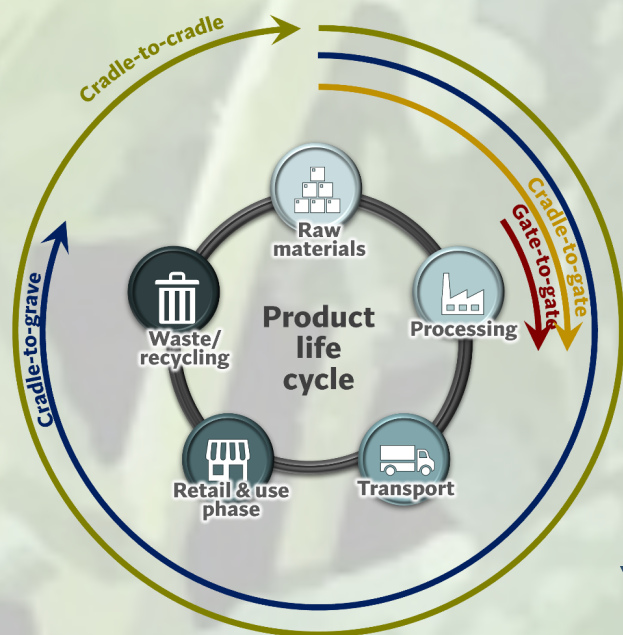 Cradle-to-cradle
Cradle-to-gate
Gate-to-gate
Cradle-to-grave
Raw
materials
Processing
Transport
Retail & use
phase
Waste/
recycling
Product
life
cycle